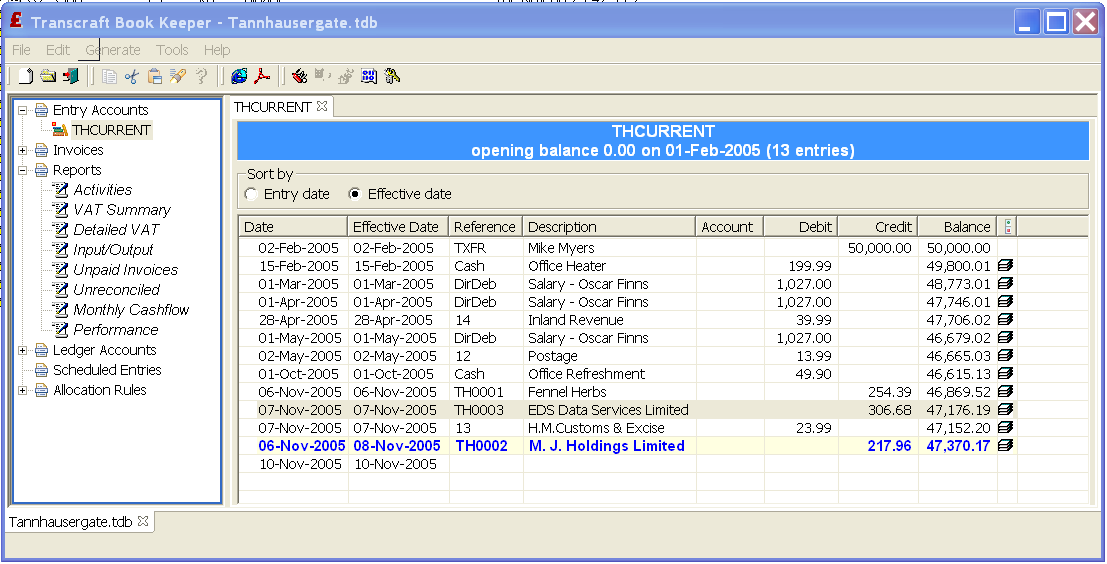 Transcraft Book Keeper - Tannhausergate.tdb
File Edit Generate Tools Help
Entry Accounts
THCURRENT
Invoices
Reports
Activities
VAT Summary
Detailed VAT
Input/Output
Unpaid Invoices
Unreconciled
Monthly Cashflow
Performance
Ledger Accounts
Scheduled Entries
Allocation Rules
THCURRENT
THCURRENT
opening balance 0.00 on 01-Feb-2005 (13 entries)
Sort by
Entry date Effective date
Date Effective Date Reference Description Account Debit Credit Balance
02-Feb-2005 02-Feb-2005 TXFR Mike Myers 50,000.00 50,000.00
15-Feb-2005 15-Feb-2005 Cash Office Heater 199.99 49,800.01
01-Mar-2005 01-Mar-2005 DirDeb Salary - Oscar Finns 1,027.00 48,773.01
01-Apr-2005 01-Apr-2005 DirDeb Salary - Oscar Finns 1,027.00 47,746.01
28-Apr-2005 28-Apr-2005 14 Inland Revenue 39.99 47,706.02
01-May-2005 01-May-2005 DirDeb Salary - Oscar Finns 1,027.00 46,679.02
02-May-2005 02-May-2005 12 Postage 13.99 46,665.03
01-Oct-2005 01-Oct-2005 Cash Office Refreshment 49.90 46,615.13
06-Nov-2005 06-Nov-2005 TH0001 Fennel Herbs 254.39 46,869.52
07-Nov-2005 07-Nov-2005 TH0003 EDS Data Services Limited 306.68 47,176.19
07-Nov-2005 07-Nov-2005 13 H.M.Customs & Excise 23.99 47,152.20
06-Nov-2005 08-Nov-2005 TH0002 M. J. Holdings Limited 217.96 47,370.17
10-Nov-2005 10-Nov-2005
Tannhausergate.tdb